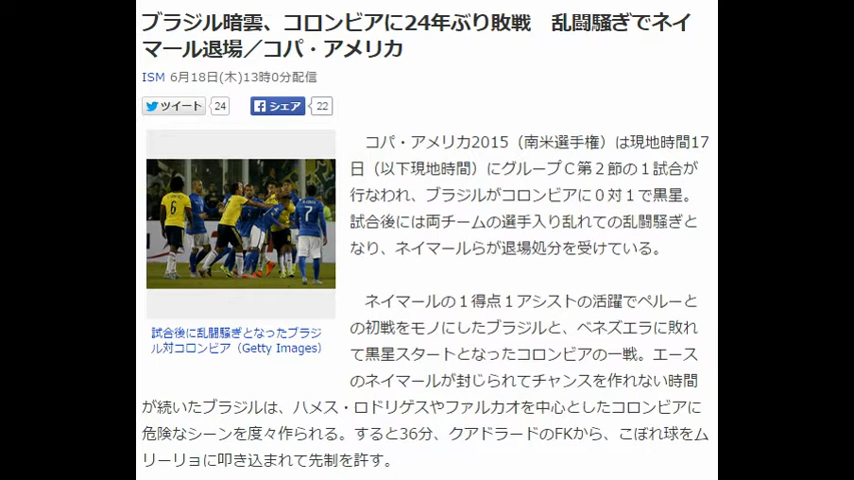 ブラジル暗雲、コロンビアに24年ぶり敗戦　乱闘騒ぎでネイ
マール退場／コパ・アメリカ
ISM 6月18日(木)13時0分配信
ツイート 24 シェア 22
コパ・アメリカ2015（南米選手権）は現地時間17
日（以下現地時間）にグループＣ第２節の１試合が
行なわれ、ブラジルがコロンビアに０対１で黒星。
試合後には両チームの選手入り乱れての乱闘騒ぎと
なり、ネイマールらが退場処分を受けている。
試合後に乱闘騒ぎとなったブラジ
ル対コロンビア（Getty Images）
ネイマールの１得点１アシストの活躍でペルーと
の初戦をモノにしたブラジルと、ベネズエラに敗れ
て黒星スタートとなったコロンビアの一戦。エース
のネイマールが封じられてチャンスを作れない時間
が続いたブラジルは、ハメス・ロドリゲスやファルカオを中心としたコロンビアに
危険なシーンを度々作られる。すると36分、クアドラードのFKから、こぼれ球をム
リーリョに叩き込まれて先制を許す。
6
7